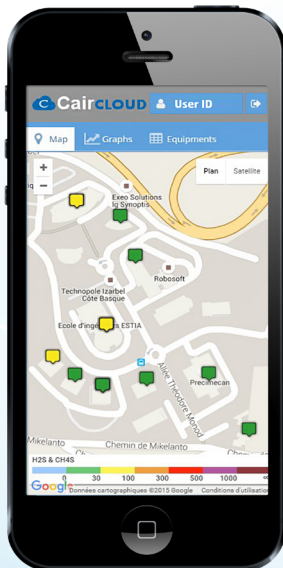 CairCLOUD
User ID
Map
Graphs
Equipments
+
−
Plan
Satellite
Exeo Solutions
Ig Synoptis
Robosoft
Technopole Izarbel
Côte Basque
Ecole d'ingé ESTIA
Allée Théodore Monod
Precimecan
Mikelanto
Chemin de Mikelanto
H2S & CH4S
0 30 100 300 500 1000
Google
Données cartographiques ©2015 Google
Conditions d'utilisation